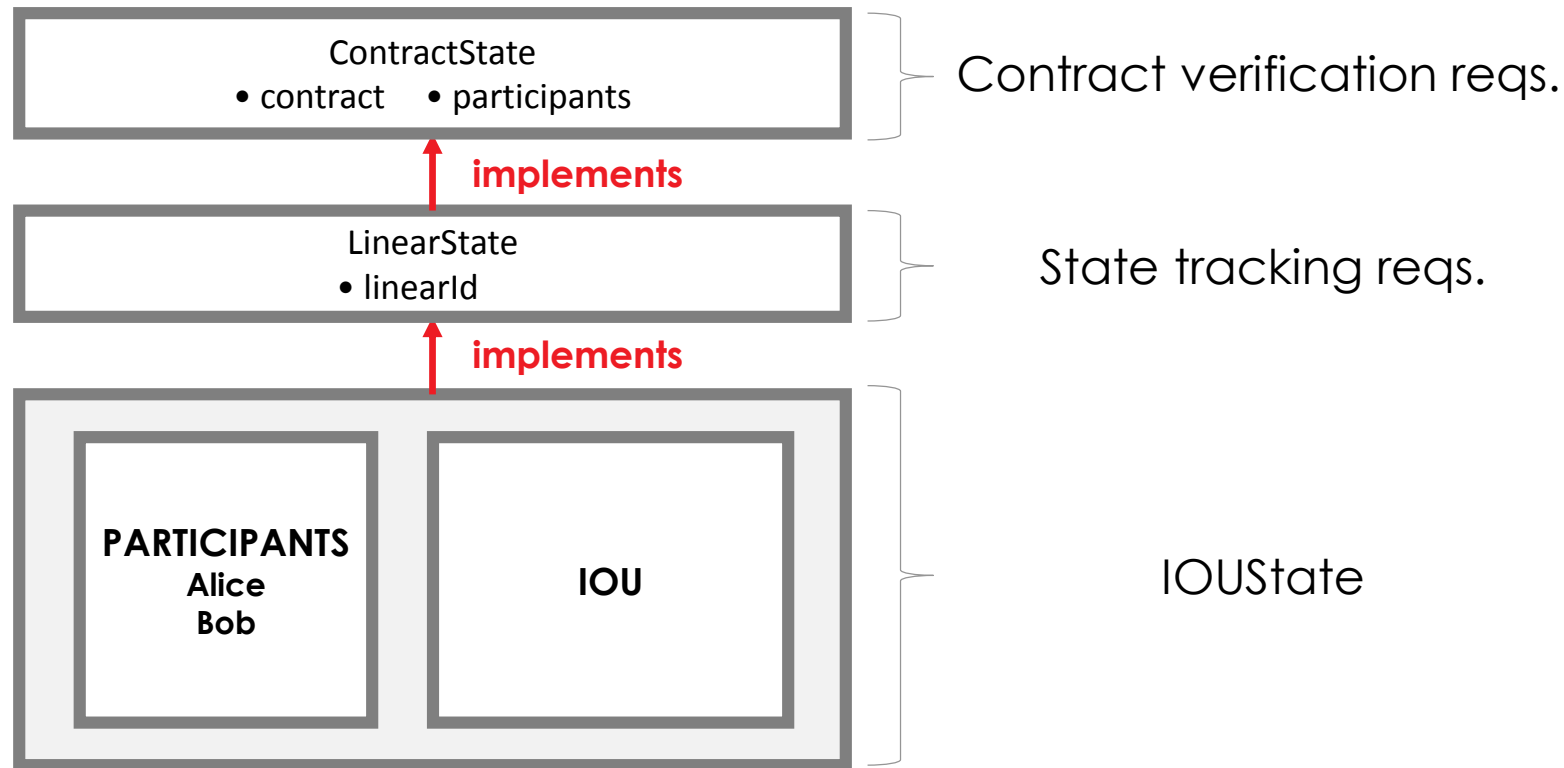 ContractState
• contract • participants
Contract verification reqs.
implements
LinearState
• linearId
State tracking reqs.
implements
PARTICIPANTS
Alice
Bob
IOU
IOUState